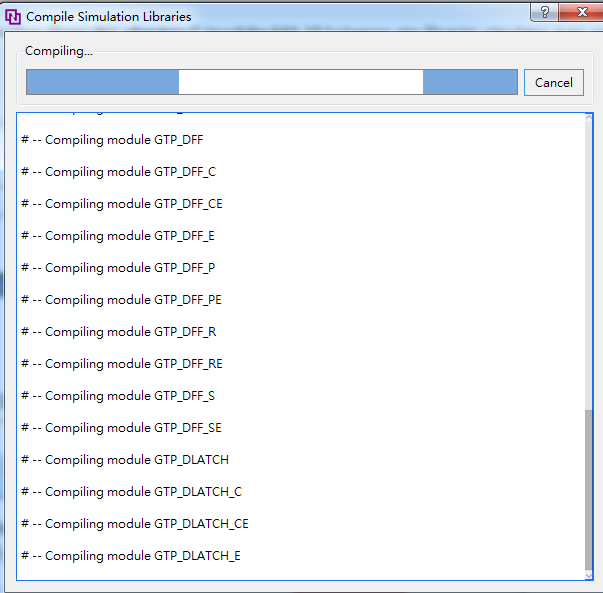 Compile Simulation Libraries
?
Compiling...
Cancel
# -- Compiling module GTP_DFF
# -- Compiling module GTP_DFF_C
# -- Compiling module GTP_DFF_CE
# -- Compiling module GTP_DFF_E
# -- Compiling module GTP_DFF_P
# -- Compiling module GTP_DFF_PE
# -- Compiling module GTP_DFF_R
# -- Compiling module GTP_DFF_RE
# -- Compiling module GTP_DFF_S
# -- Compiling module GTP_DFF_SE
# -- Compiling module GTP_DLATCH
# -- Compiling module GTP_DLATCH_C
# -- Compiling module GTP_DLATCH_CE
# -- Compiling module GTP_DLATCH_E